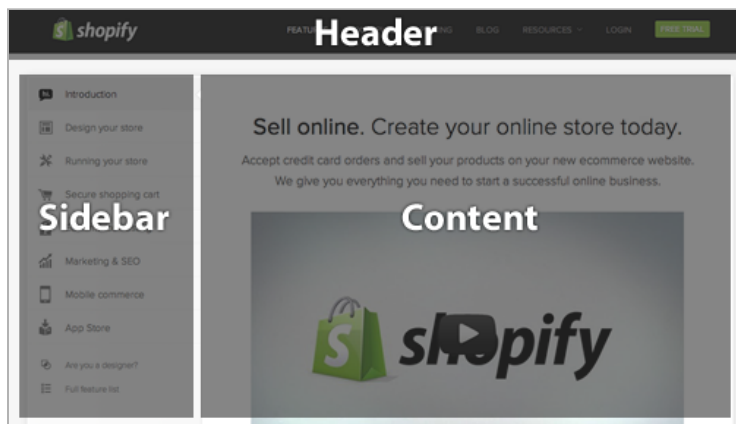 shopify
Header
BLOG
RESOURCES
LOGIN
FREE TRIAL
Introduction
Design your store
Running your store
Secure shopping cart
Sidebar
Marketing & SEO
Mobile commerce
App Store
Are you a designer?
Full feature list
Sell online. Create your online store today.
Accept credit card orders and sell your products on your new ecommerce website.
We give you everything you need to start a successful online business.
Content
shopify